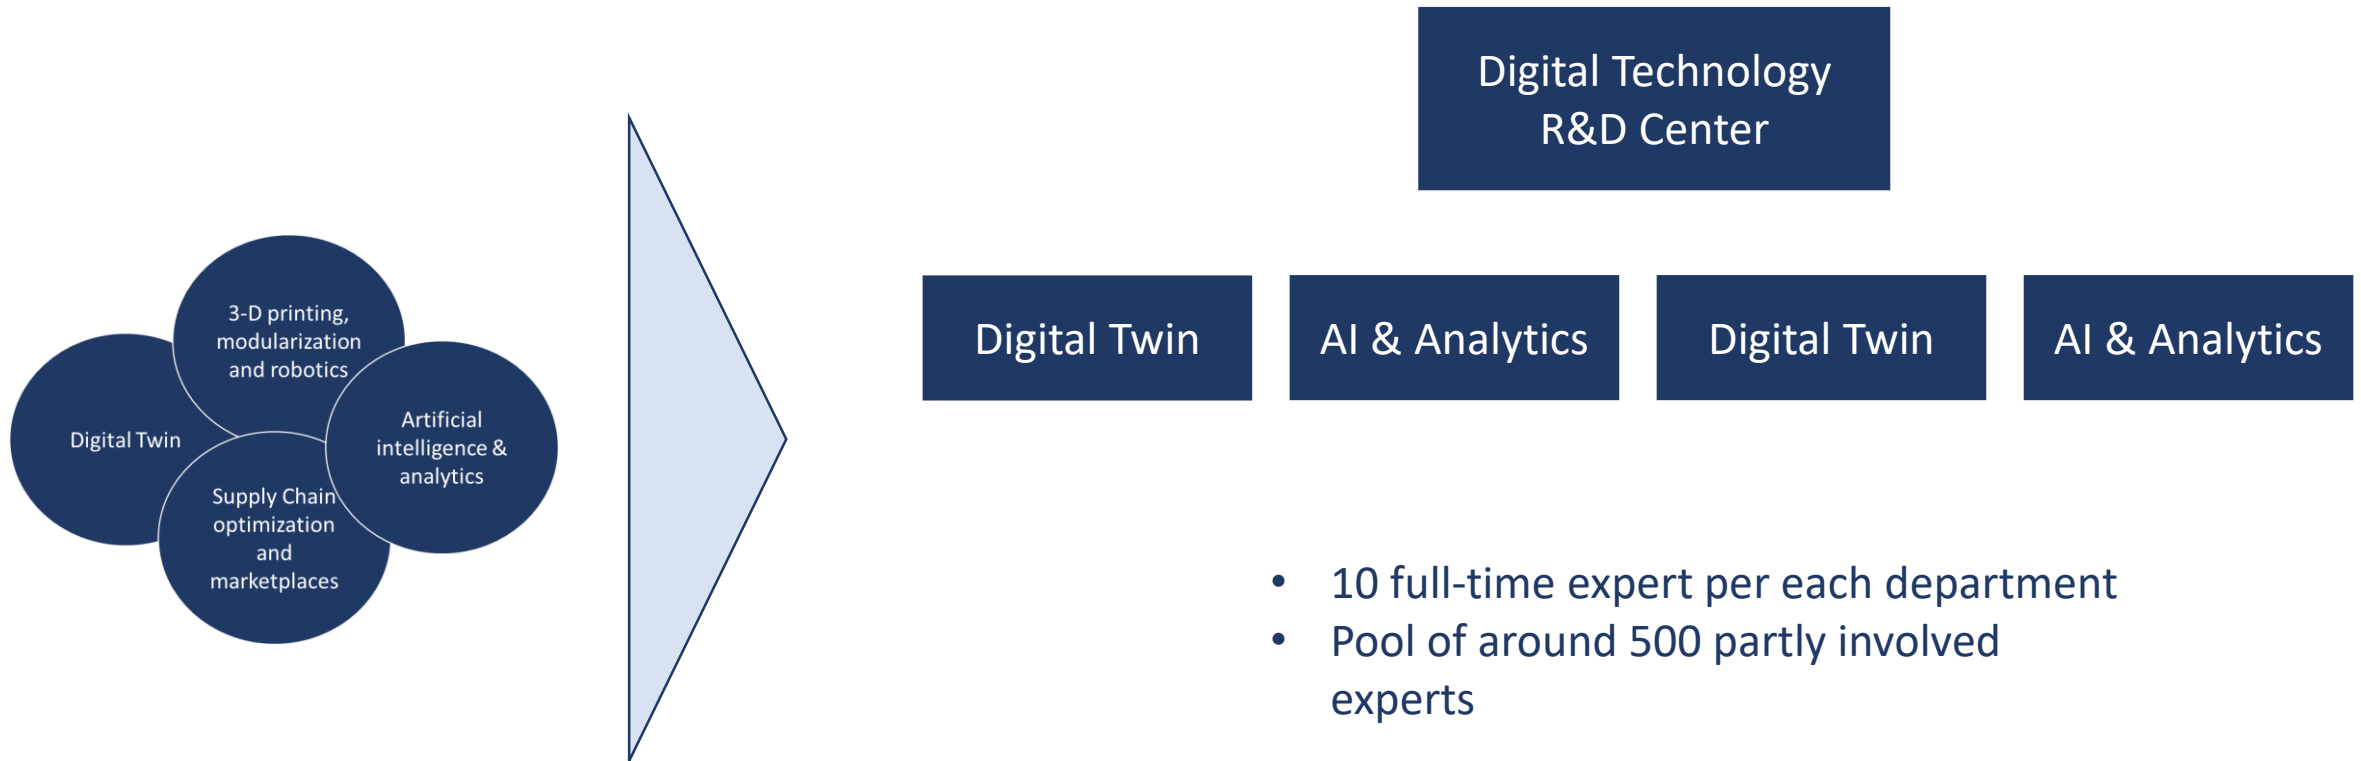 3-D printing,
modularization
and robotics
Digital Twin
Artificial
intelligence &
analytics
Supply Chain
optimization
and
marketplaces
Digital Technology
R&D Center
Digital Twin
AI & Analytics
Digital Twin
AI & Analytics
• 10 full-time expert per each department
• Pool of around 500 partly involved
experts